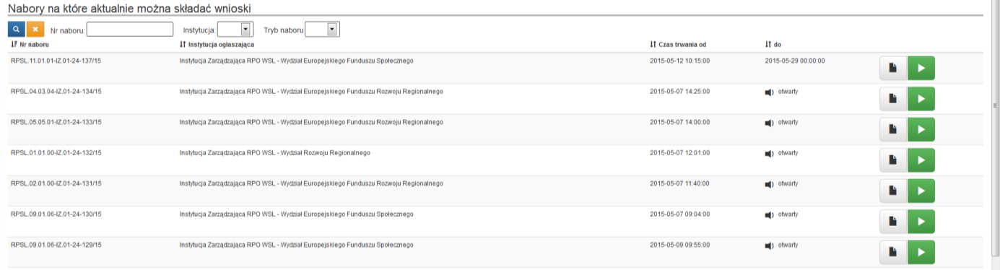 Nabory na które aktualnie można składać wnioski
Nr naboru: Instytucja: Tryb naboru
Nr naboru Instytucja ogłaszająca Czas trwania od do
RPSL.11.01.01-IZ.01-24-137/15 Instytucja Zarządzająca RPO WSL - Wydział Europejskiego Funduszu Społecznego 2015-05-12 10:15:00 2015-05-29 00:00:00
RPSL.04.03.04-IZ.01-24-134/15 Instytucja Zarządzająca RPO WSL - Wydział Europejskiego Funduszu Rozwoju Regionalnego 2015-05-07 14:25:00 otwarty
RPSL.05.05.01-IZ.01-24-133/15 Instytucja Zarządzająca RPO WSL - Wydział Europejskiego Funduszu Rozwoju Regionalnego 2015-05-07 14:00:00 otwarty
RPSL.01.01.00-IZ.01-24-132/15 Instytucja Zarządzająca RPO WSL - Wydział Rozwoju Regionalnego 2015-05-07 12:01:00 otwarty
RPSL.02.01.00-IZ.01-24-131/15 Instytucja Zarządzająca RPO WSL - Wydział Europejskiego Funduszu Rozwoju Regionalnego 2015-05-07 11:40:00 otwarty
RPSL.09.01.06-IZ.01-24-130/15 Instytucja Zarządzająca RPO WSL - Wydział Europejskiego Funduszu Społecznego 2015-05-07 09:04:00 otwarty
RPSL.09.01.06-IZ.01-24-129/15 Instytucja Zarządzająca RPO WSL - Wydział Europejskiego Funduszu Społecznego 2015-05-09 09:55:00 otwarty